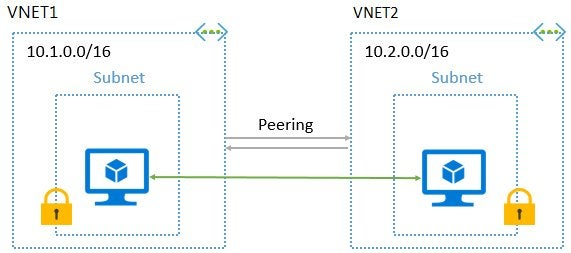 VNET1
VNET2
10.1.0.0/16
10.2.0.0/16
Subnet
Subnet
Peering